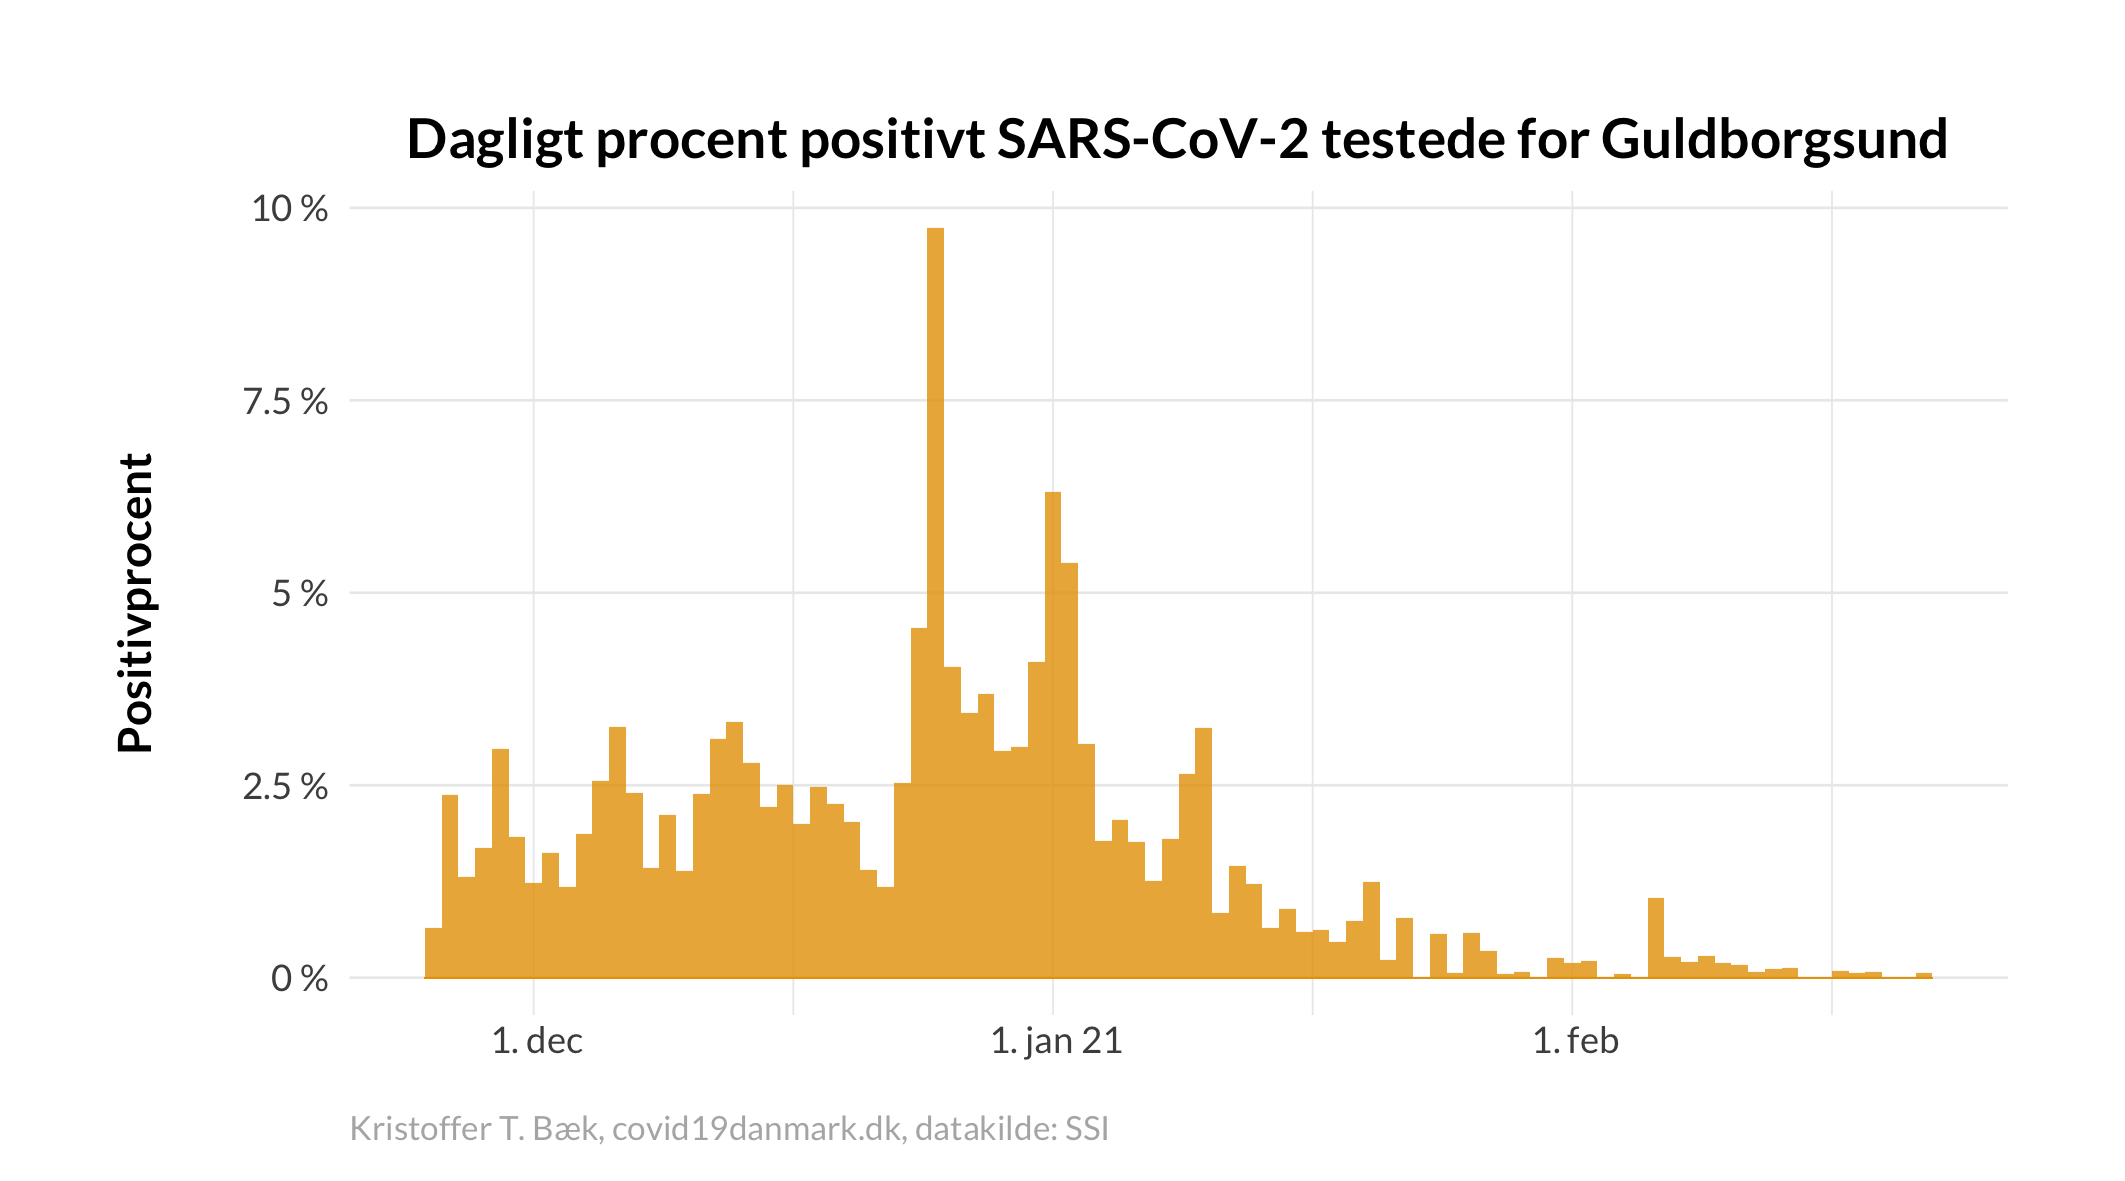 Dagligt procent positivt SARS-CoV-2 testede for Guldborgsund
10 %
7.5 %
5 %
2.5 %
0 %
Positivprocent
1. dec
1. jan 21
1. feb
Kristoffer T. Bæk, covid19danmark.dk, datakilde: SSI